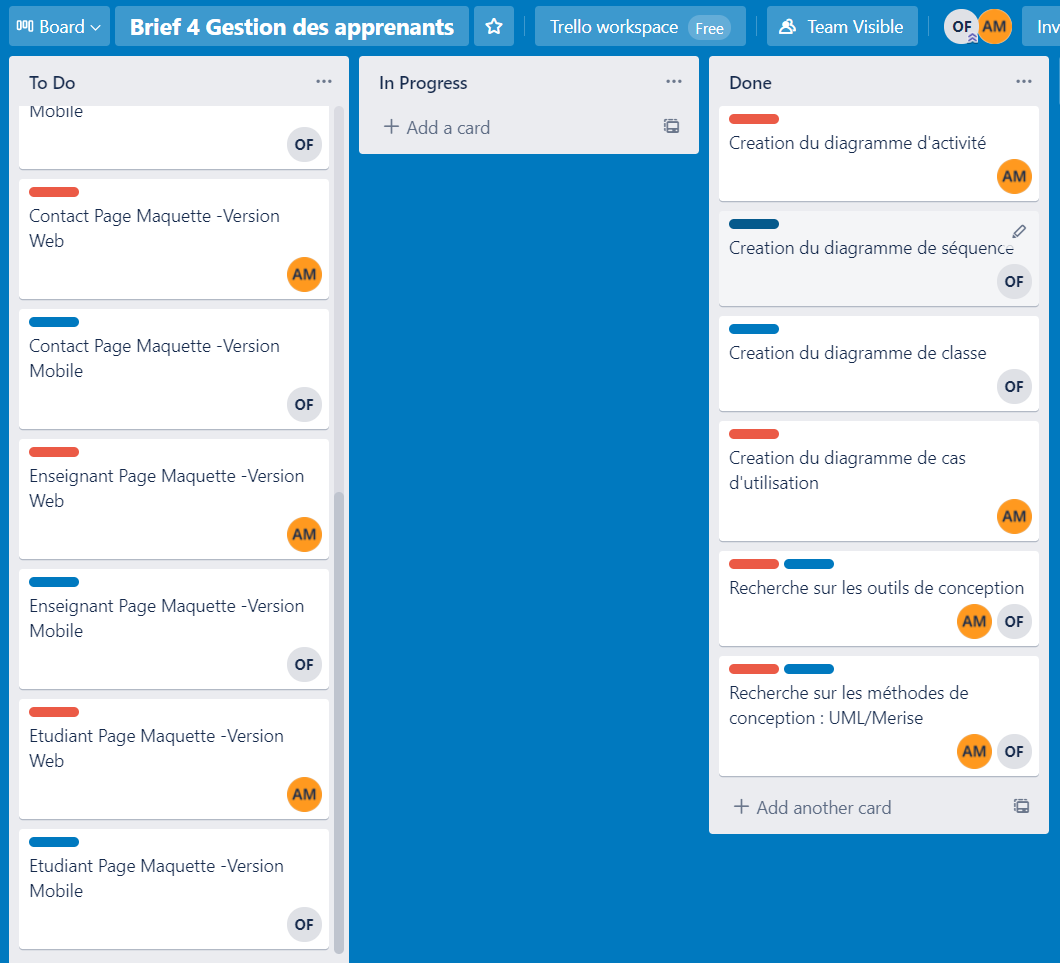 Board
Brief 4 Gestion des apprenants
Trello workspace Free
Team Visible
OF AM
Inv
To Do
Mobile
OF
Contact Page Maquette -Version
Web
AM
Contact Page Maquette -Version
Mobile
OF
Enseignant Page Maquette -Version
Web
AM
Enseignant Page Maquette -Version
Mobile
OF
Etudiant Page Maquette -Version
Web
AM
Etudiant Page Maquette -Version
Mobile
OF
In Progress
+ Add a card
Done
Creation du diagramme d'activité
AM
Creation du diagramme de séquence
OF
Creation du diagramme de classe
OF
Creation du diagramme de cas
d'utilisation
AM
Recherche sur les outils de conception
AM OF
Recherche sur les méthodes de
conception : UML/Merise
AM OF
+ Add another card